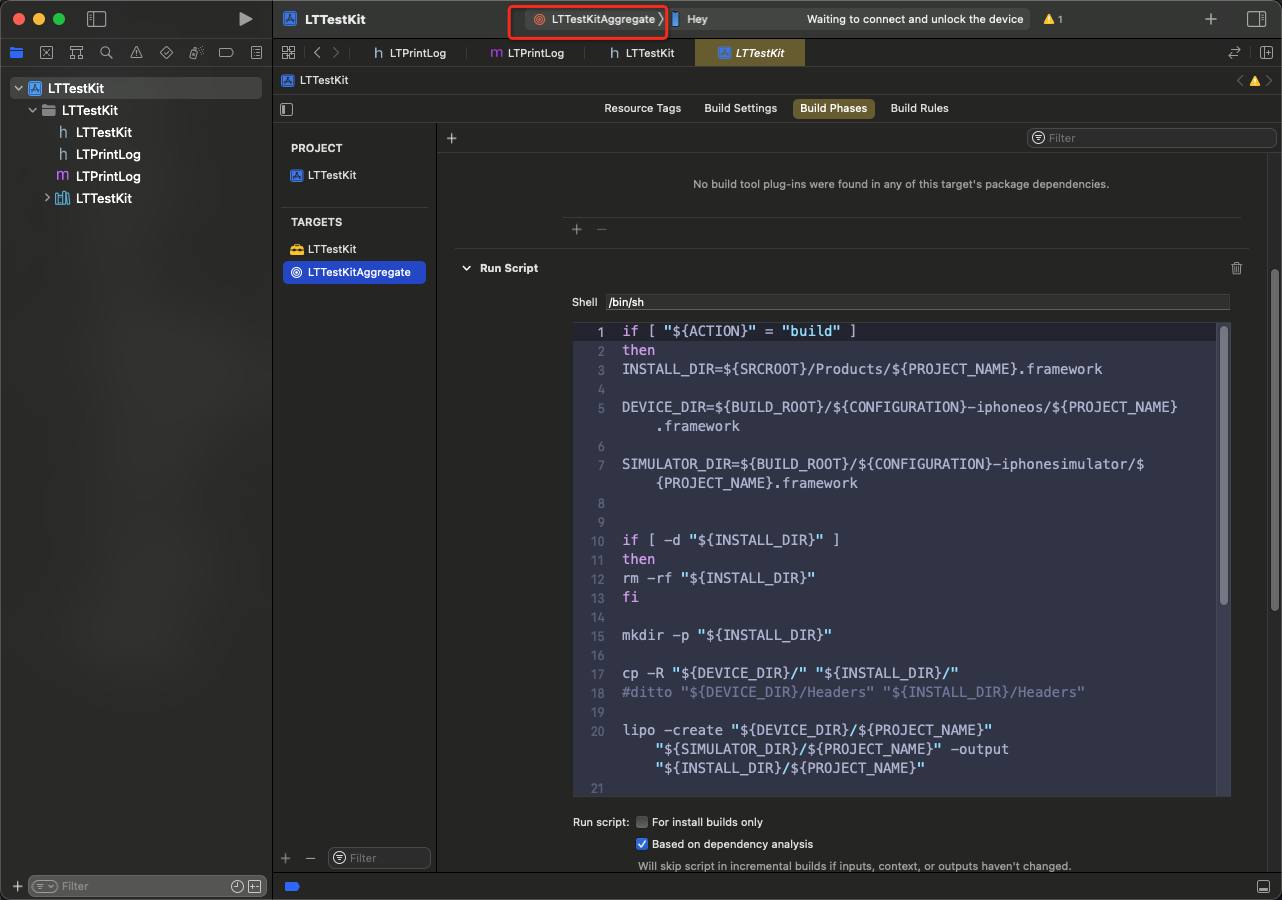 LTTestKit
LTTestKitAggregate
Hey
Waiting to connect and unlock the device
1
h LTPrintLog
m LTPrintLog
h LTTestKit
LTTestKit
LTTestKit
LTTestKit
LTTestKit
h LTTestKit
h LTPrintLog
m LTPrintLog
LTTestKit
Resource Tags
Build Settings
Build Phases
Build Rules
PROJECT
LTTestKit
TARGETS
LTTestKit
LTTestKitAggregate
Filter
No build tool plug-ins were found in any of this target's package dependencies.
Run Script
Shell /bin/sh
1 if [ "${ACTION}" = "build" ]
2 then
3 INSTALL_DIR=${SRCROOT}/Products/${PROJECT_NAME}.framework
4
5 DEVICE_DIR=${BUILD_ROOT}/${CONFIGURATION}-iphoneos/${PROJECT_NAME}
.framework
6
7 SIMULATOR_DIR=${BUILD_ROOT}/${CONFIGURATION}-iphonesimulator/$
{PROJECT_NAME}.framework
8
9
10 if [ -d "${INSTALL_DIR}" ]
11 then
12 rm -rf "${INSTALL_DIR}"
13 fi
14
15 mkdir -p "${INSTALL_DIR}"
16
17 cp -R "${DEVICE_DIR}/" "${INSTALL_DIR}/"
18 #ditto "${DEVICE_DIR}/Headers" "${INSTALL_DIR}/Headers"
19
20 lipo -create "${DEVICE_DIR}/${PROJECT_NAME}"
"${SIMULATOR_DIR}/${PROJECT_NAME}" -output
"${INSTALL_DIR}/${PROJECT_NAME}"
21
Run script: For install builds only
Based on dependency analysis
Will skip script in incremental builds if inputs, context, or outputs haven't changed.
Filter
Filter